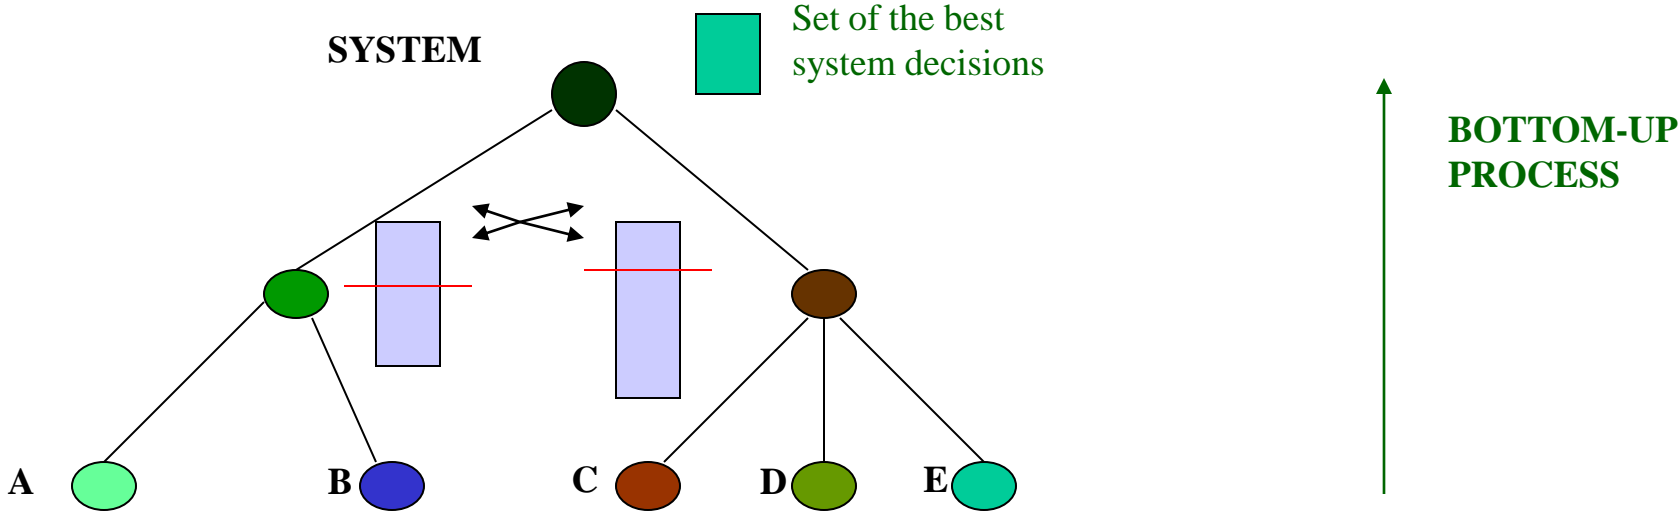 SYSTEM
Set of the best
system decisions
BOTTOM-UP
PROCESS
A
B
C
D
E